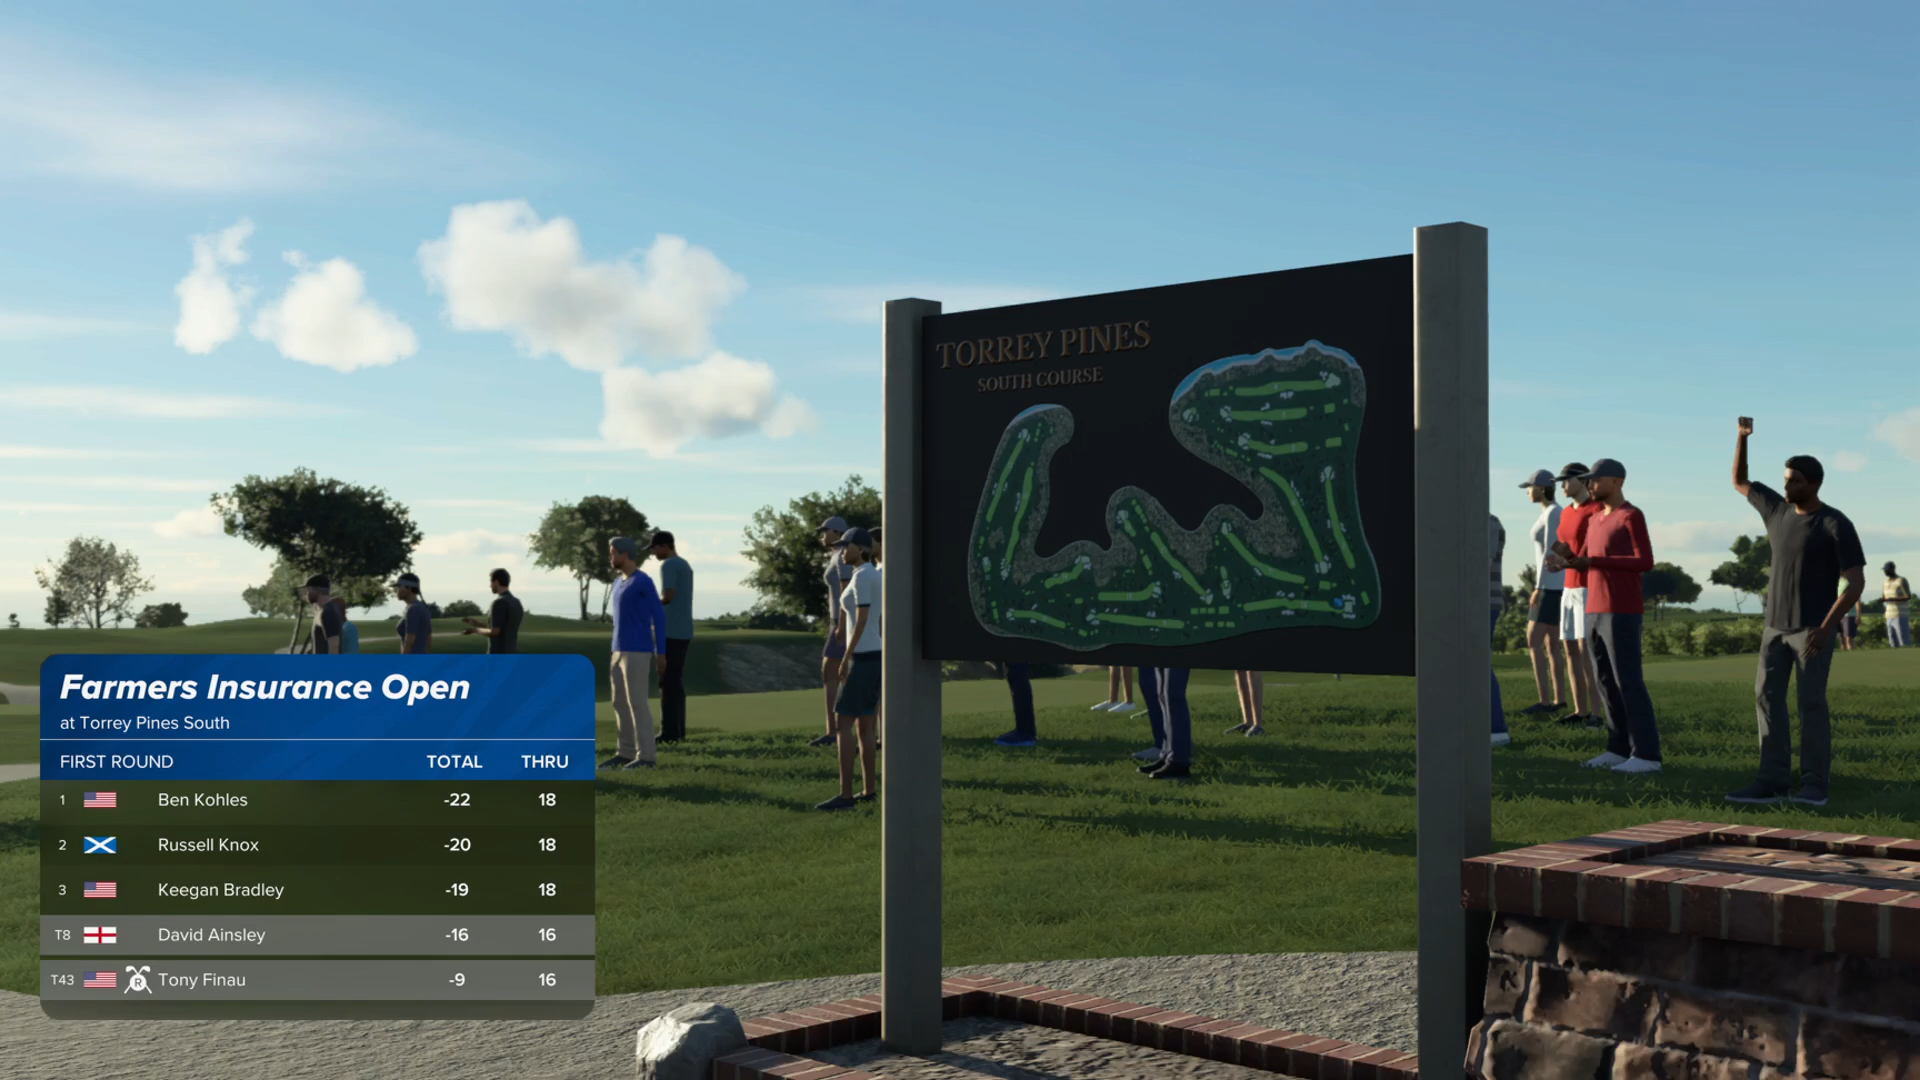 TORREY PINES
SOUTH COURSE
Farmers Insurance Open
at Torrey Pines South
FIRST ROUND TOTAL THRU
1 Ben Kohles -22 18
2 Russell Knox -20 18
3 Keegan Bradley -19 18
T8 David Ainsley -16 16
T43 R Tony Finau -9 16